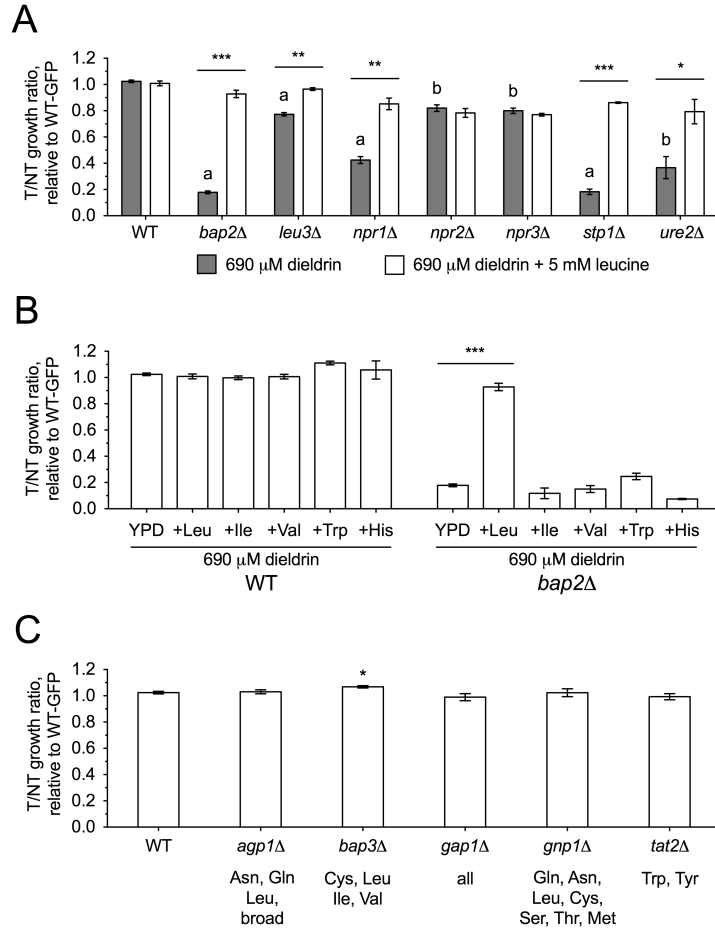 A
T/NT growth ratio,
relative to WT-GFP
1.2
1.0
0.8
0.6
0.4
0.2
0.0
***
**
**
***
*
a
a
a
b
b
a
b
WT
bap2Δ
leu3Δ
npr1Δ
npr2Δ
npr3Δ
stp1Δ
ure2Δ
690 μM dieldrin
690 μM dieldrin + 5 mM leucine
B
T/NT growth ratio,
relative to WT-GFP
1.2
1.0
0.8
0.6
0.4
0.2
0.0
***
YPD +Leu +Ile +Val +Trp +His
YPD +Leu +Ile +Val +Trp +His
690 μM dieldrin
690 μM dieldrin
WT
bap2Δ
C
T/NT growth ratio,
relative to WT-GFP
1.2
1.0
0.8
0.6
0.4
0.2
0.0
*
WT
agp1Δ
bap3Δ
gap1Δ
gnp1Δ
tat2Δ
Asn, Gln
Leu,
broad
Cys, Leu
Ile, Val
all
Gln, Asn,
Leu, Cys,
Ser, Thr, Met
Trp, Tyr